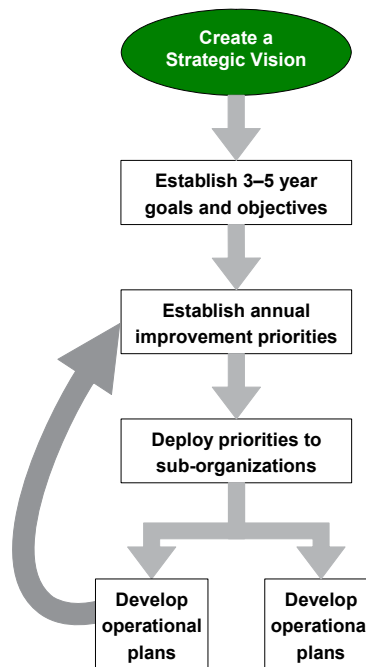 Create a
Strategic Vision
Establish 3–5 year
goals and objectives
Establish annual
improvement priorities
Deploy priorities to
sub-organizations
Develop
operational
plans
Develop
operational
plans